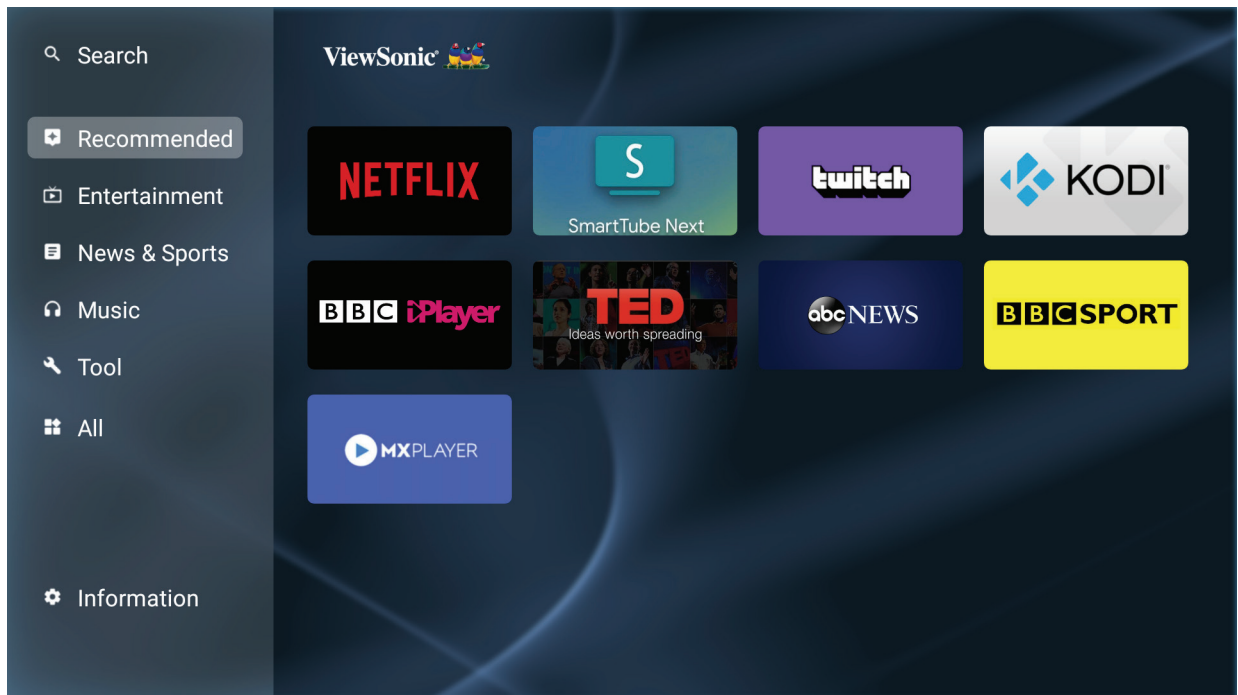 Search
ViewSonic®
Recommended
Entertainment
News & Sports
Music
Tool
All
Information
NETFLIX
S
SmartTube Next
twitch
KODI
BBC iPlayer
TED
Ideas worth spreading
abc NEWS
BBC SPORT
MXPLAYER